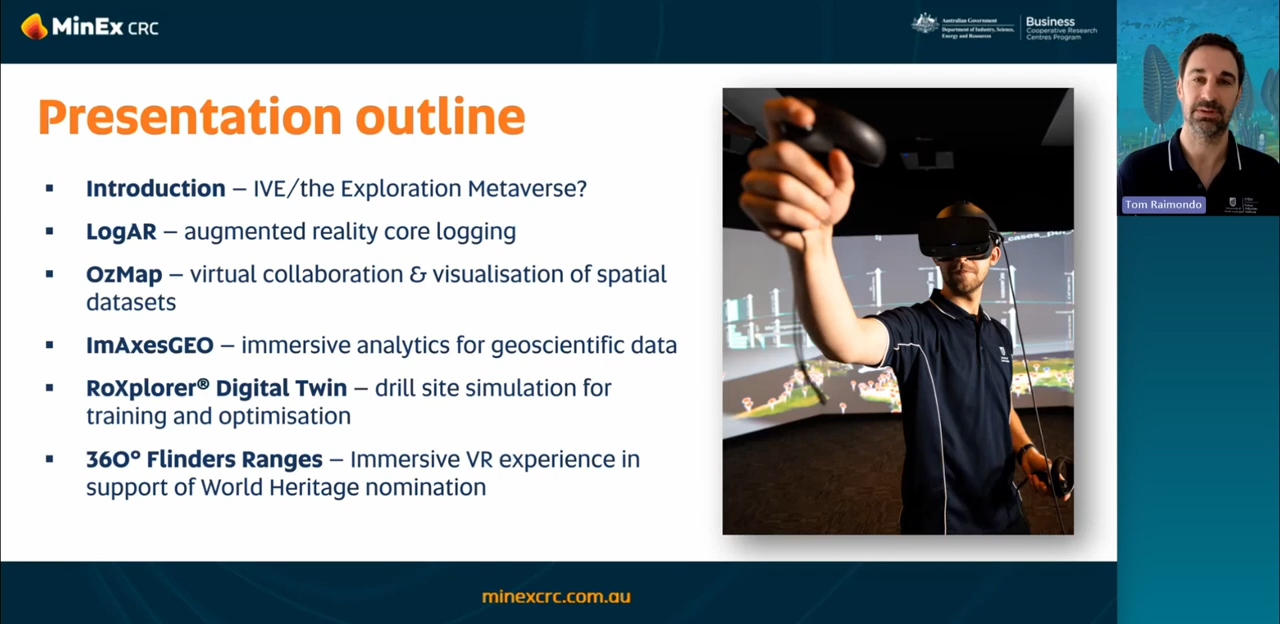 MinEx CRC
Australian Government
Department of Industry, Science,
Energy and Resources
Business
Cooperative Research
Centres Program
Presentation outline
▪ Introduction – IVE/the Exploration Metaverse?
▪ LogAR – augmented reality core logging
▪ OzMap – virtual collaboration & visualisation of spatial
datasets
▪ ImAxesGEO – immersive analytics for geoscientific data
▪ RoXplorer® Digital Twin – drill site simulation for
training and optimisation
▪ 360º Flinders Ranges – Immersive VR experience in
support of World Heritage nomination
Tom Raimondo
minexcrc.com.au